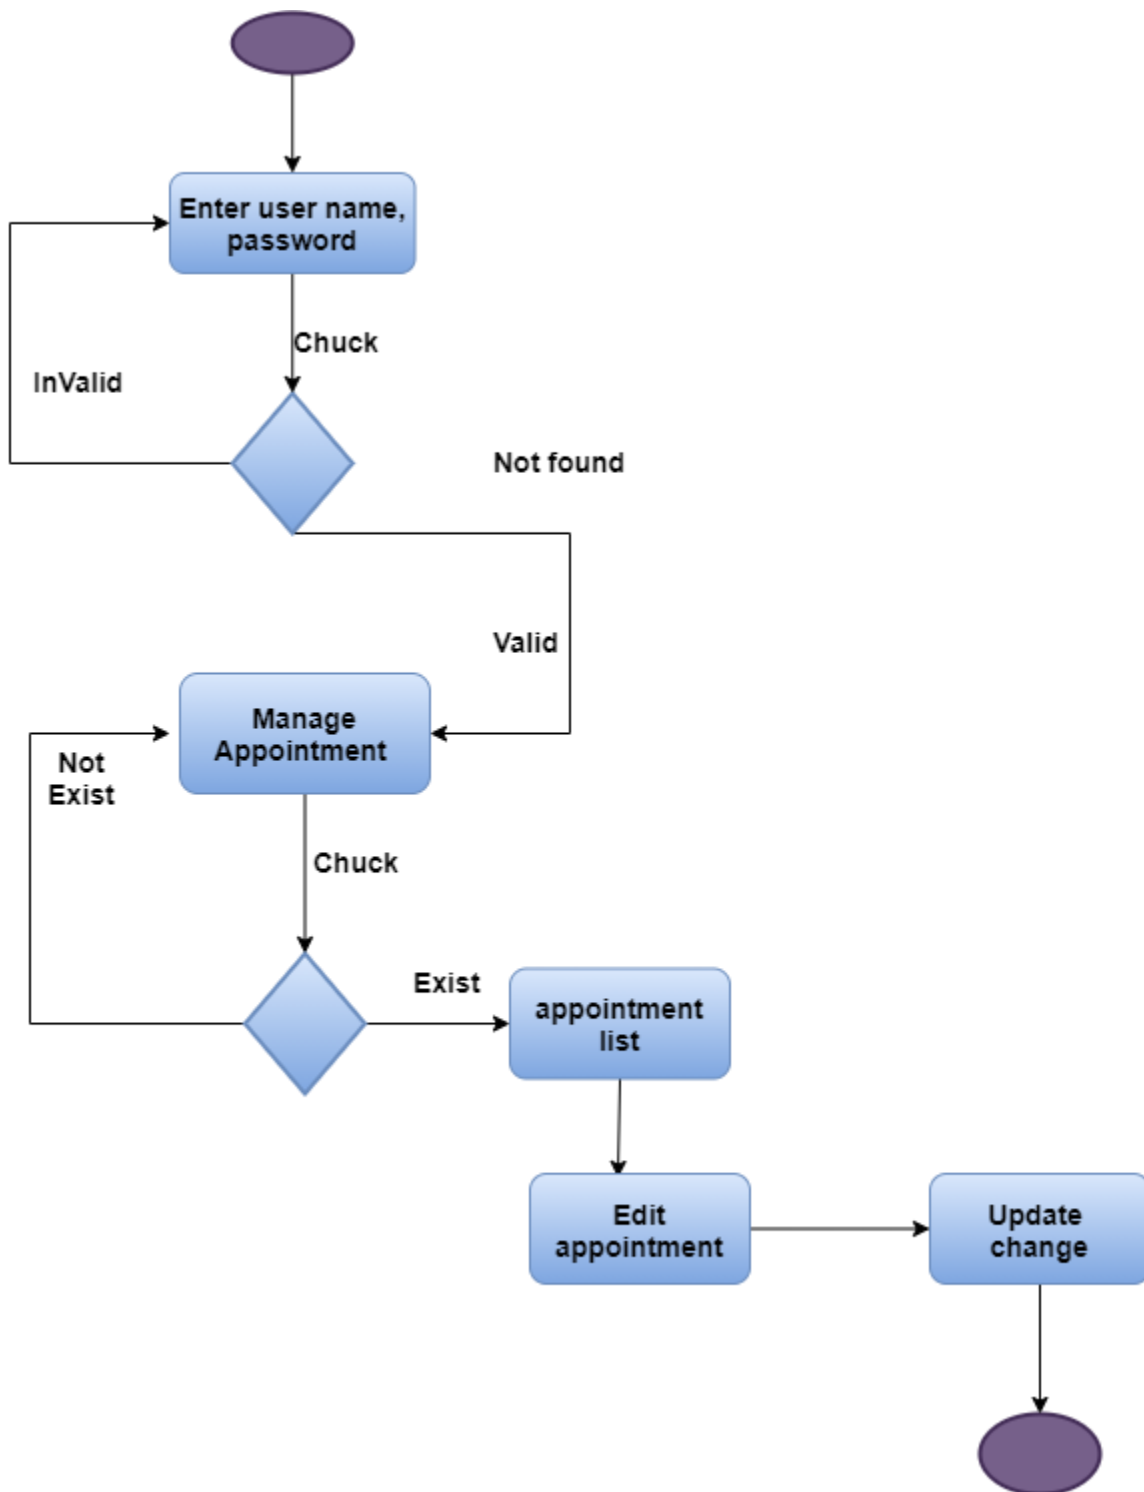 Enter user name,
password
Chuck
InValid
Not found
Valid
Manage
Appointment
Not
Exist
Chuck
Exist
appointment
list
Edit
appointment
Update
change